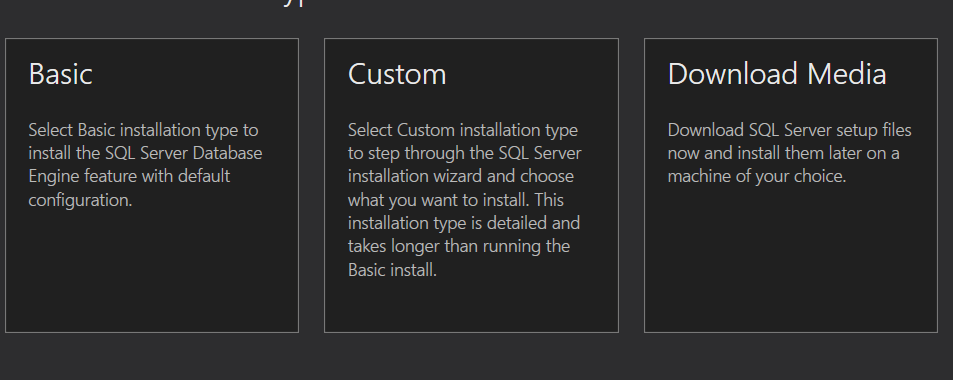 Basic
Select Basic installation type to
install the SQL Server Database
Engine feature with default
configuration.
Custom
Select Custom installation type
to step through the SQL Server
installation wizard and choose
what you want to install. This
installation type is detailed and
takes longer than running the
Basic install.
Download Media
Download SQL Server setup files
now and install them later on a
machine of your choice.